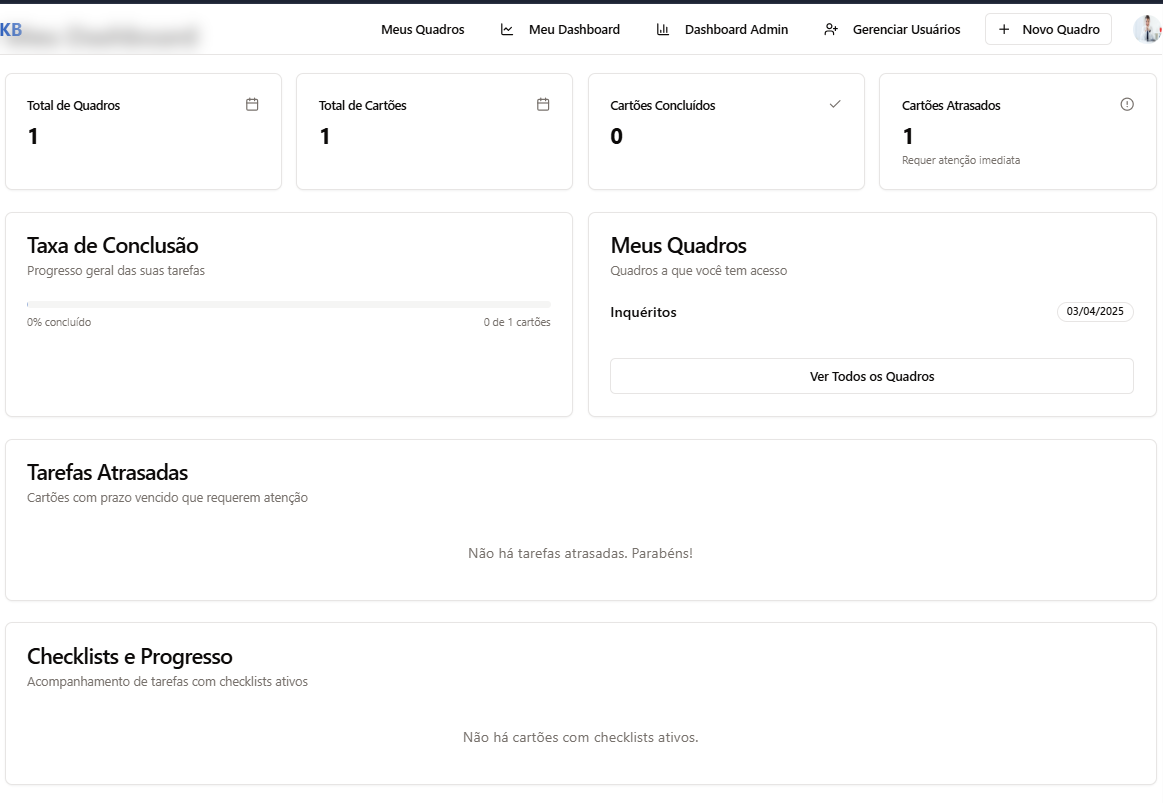 KB
Meu Dashboard
Meus Quadros
Meu Dashboard
Dashboard Admin
Gerenciar Usuários
Novo Quadro
Total de Quadros
1
Total de Cartões
1
Cartões Concluídos
0
Cartões Atrasados
1
Requer atenção imediata
Taxa de Conclusão
Progresso geral das suas tarefas
0% concluído
0 de 1 cartões
Meus Quadros
Quadros a que você tem acesso
Inquéritos
03/04/2025
Ver Todos os Quadros
Tarefas Atrasadas
Cartões com prazo vencido que requerem atenção
Não há tarefas atrasadas. Parabéns!
Checklists e Progresso
Acompanhamento de tarefas com checklists ativos
Não há cartões com checklists ativos.